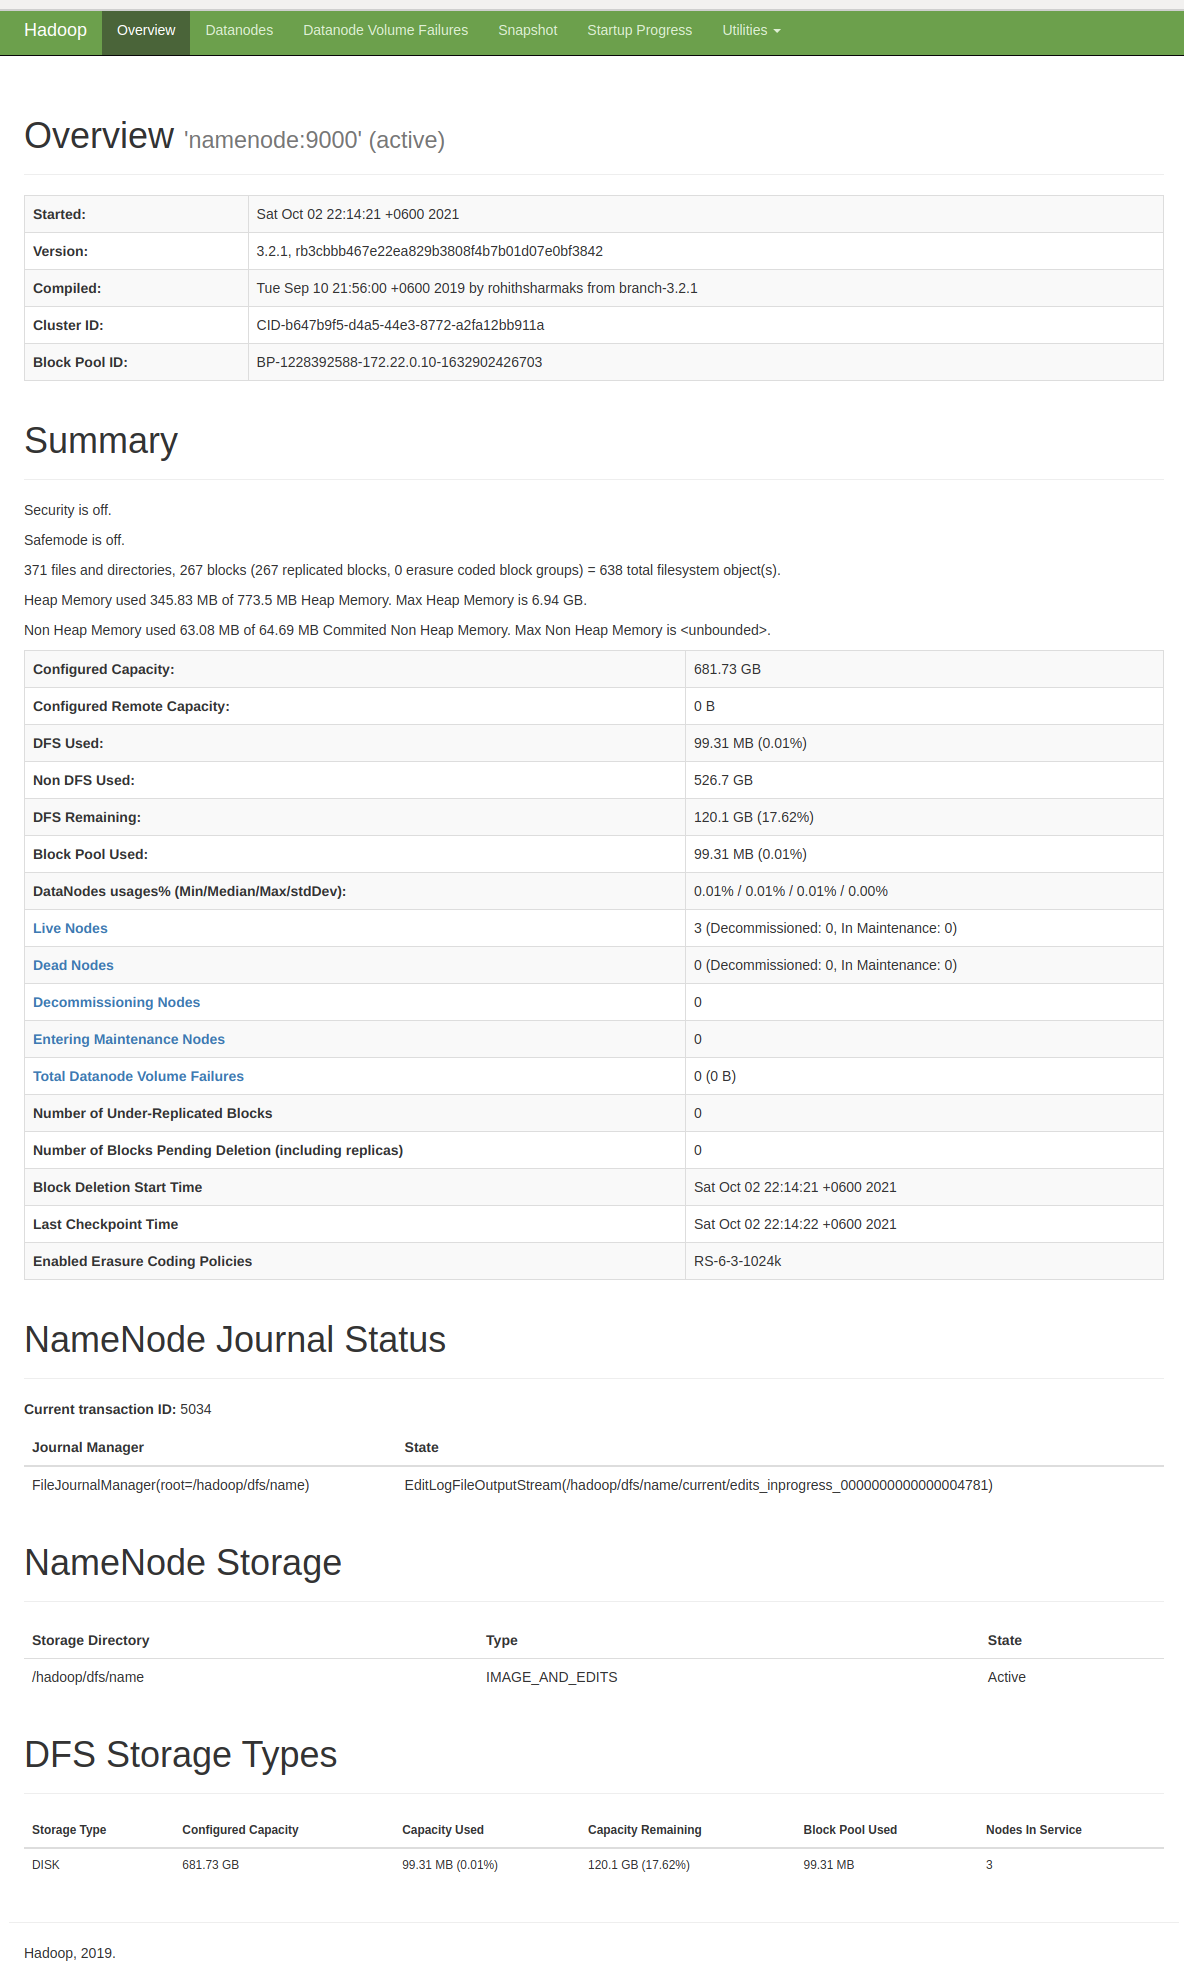 Hadoop Overview Datanodes Datanode Volume Failures Snapshot Startup Progress Utilities
Overview 'namenode:9000' (active)
Started: Sat Oct 02 22:14:21 +0600 2021
Version: 3.2.1, rb3cbbb467e22ea829b3808f4b7b01d07e0bf3842
Compiled: Tue Sep 10 21:56:00 +0600 2019 by rohithsharmaks from branch-3.2.1
Cluster ID: CID-b647b9f5-d4a5-44e3-8772-a2fa12bb911a
Block Pool ID: BP-1228392588-172.22.0.10-1632902426703
Summary
Security is off.
Safemode is off.
371 files and directories, 267 blocks (267 replicated blocks, 0 erasure coded block groups) = 638 total filesystem object(s).
Heap Memory used 345.83 MB of 773.5 MB Heap Memory. Max Heap Memory is 6.94 GB.
Non Heap Memory used 63.08 MB of 64.69 MB Commited Non Heap Memory. Max Non Heap Memory is <unbounded>.
Configured Capacity: 681.73 GB
Configured Remote Capacity: 0 B
DFS Used: 99.31 MB (0.01%)
Non DFS Used: 526.7 GB
DFS Remaining: 120.1 GB (17.62%)
Block Pool Used: 99.31 MB (0.01%)
DataNodes usages% (Min/Median/Max/stdDev): 0.01% / 0.01% / 0.01% / 0.00%
Live Nodes 3 (Decommissioned: 0, In Maintenance: 0)
Dead Nodes 0 (Decommissioned: 0, In Maintenance: 0)
Decommissioning Nodes 0
Entering Maintenance Nodes 0
Total Datanode Volume Failures 0 (0 B)
Number of Under-Replicated Blocks 0
Number of Blocks Pending Deletion (including replicas) 0
Block Deletion Start Time Sat Oct 02 22:14:21 +0600 2021
Last Checkpoint Time Sat Oct 02 22:14:22 +0600 2021
Enabled Erasure Coding Policies RS-6-3-1024k
NameNode Journal Status
Current transaction ID: 5034
Journal Manager State
FileJournalManager(root=/hadoop/dfs/name) EditLogFileOutputStream(/hadoop/dfs/name/current/edits_inprogress_0000000000000004781)
NameNode Storage
Storage Directory Type State
/hadoop/dfs/name IMAGE_AND_EDITS Active
DFS Storage Types
Storage Type Configured Capacity Capacity Used Capacity Remaining Block Pool Used Nodes In Service
DISK 681.73 GB 99.31 MB (0.01%) 120.1 GB (17.62%) 99.31 MB 3
Hadoop, 2019.